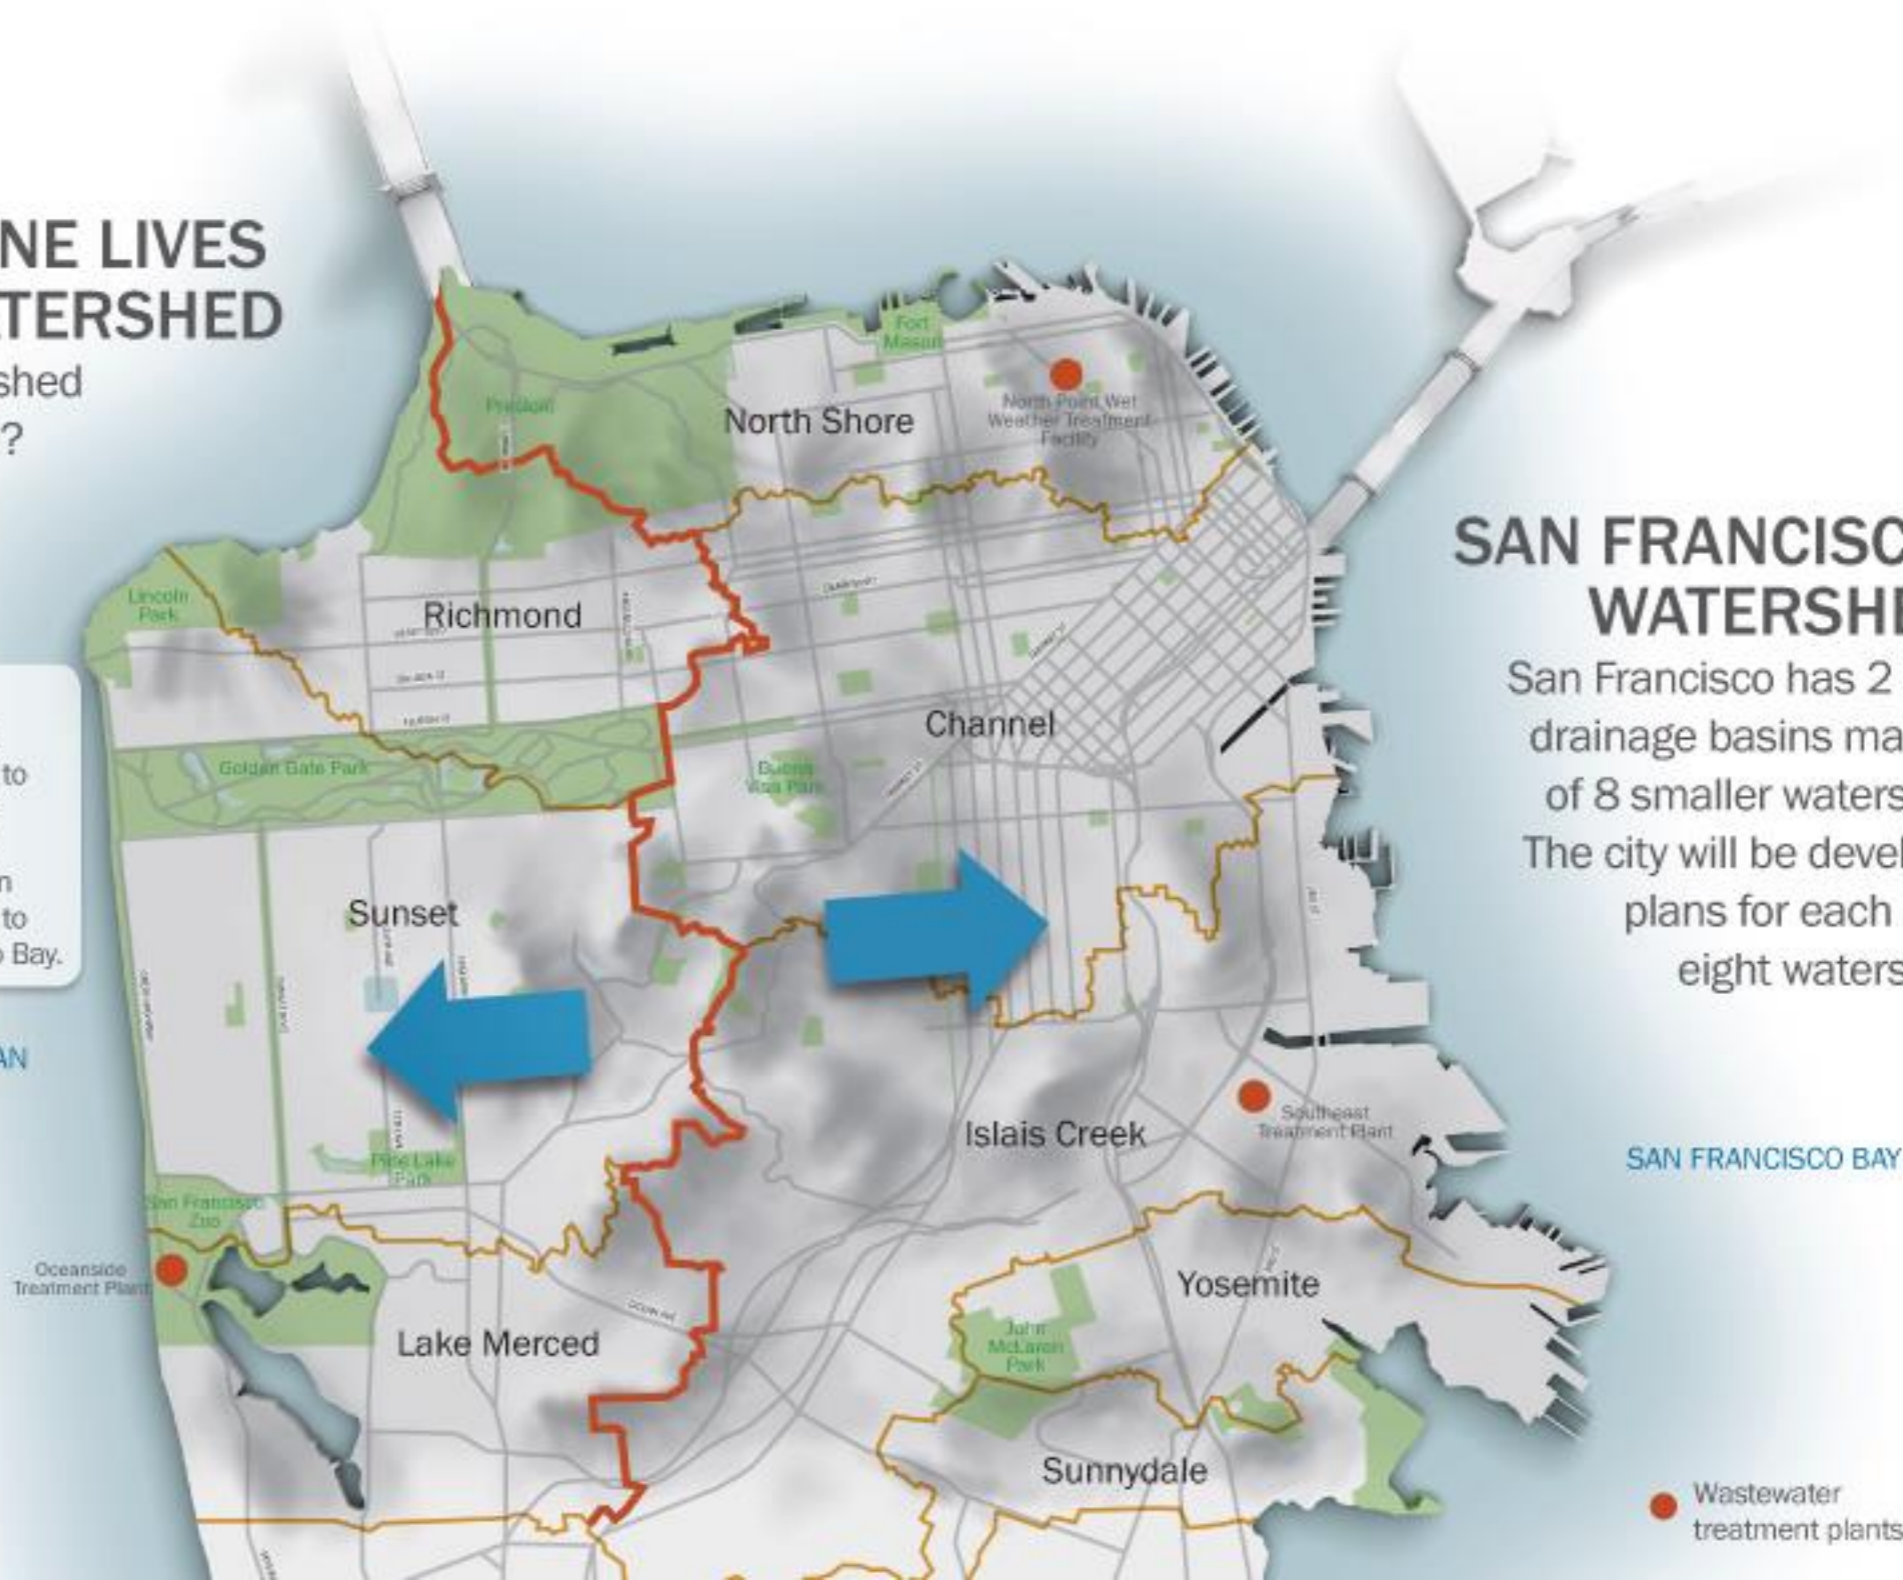 NE LIVES
TERSHED
shed
?
to
n
to
Bay.
AN
SAN FRANCISC
WATERSHE
San Francisco has 2
drainage basins ma
of 8 smaller waters
The city will be devel
plans for each
eight waters
SAN FRANCISCO BAY
Fort
Mason
Presidio
North Shore
North Point Wet
Weather Treatment
Facility
Lincoln
Park
Richmond
Channel
Golden Gate Park
Buena
Vista Park
Sunset
Islais Creek
Southeast
Treatment Plant
Pine Lake
Park
San Francisco
Zoo
Oceanside
Treatment Plant
Yosemite
Lake Merced
John
McLaren
Park
Sunnydale
Wastewater
treatment plants